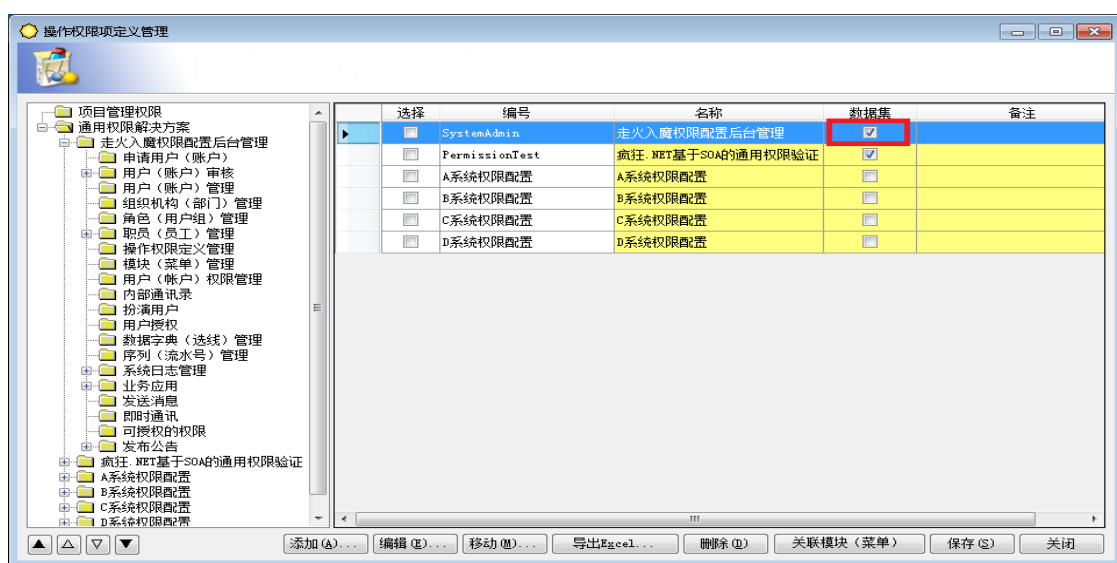 操作权限项定义管理
项目管理权限
通用权限解决方案
走火入魔权限配置后台管理
申请用户（账户）
用户（账户）审核
用户（账户）管理
组织机构（部门）管理
角色（用户组）管理
职员（员工）管理
操作权限定义管理
模块（菜单）管理
用户（帐户）权限管理
内部通讯录
扮演用户
用户授权
数据字典（选线）管理
序列（流水号）管理
系统日志管理
业务应用
发送消息
即时通讯
可授权的权限
发布公告
疯狂.NET基于SOA的通用权限验证
A系统权限配置
B系统权限配置
C系统权限配置
D系统权限配置
选择 编号 名称 数据集 备注
SystemAdmin 走火入魔权限配置后台管理
PermissionTest 疯狂.NET基于SOA的通用权限验证
A系统权限配置 A系统权限配置
B系统权限配置 B系统权限配置
C系统权限配置 C系统权限配置
D系统权限配置 D系统权限配置
添加(A)... 编辑(E)... 移动(M)... 导出Excel... 删除(D) 关联模块（菜单） 保存(S) 关闭